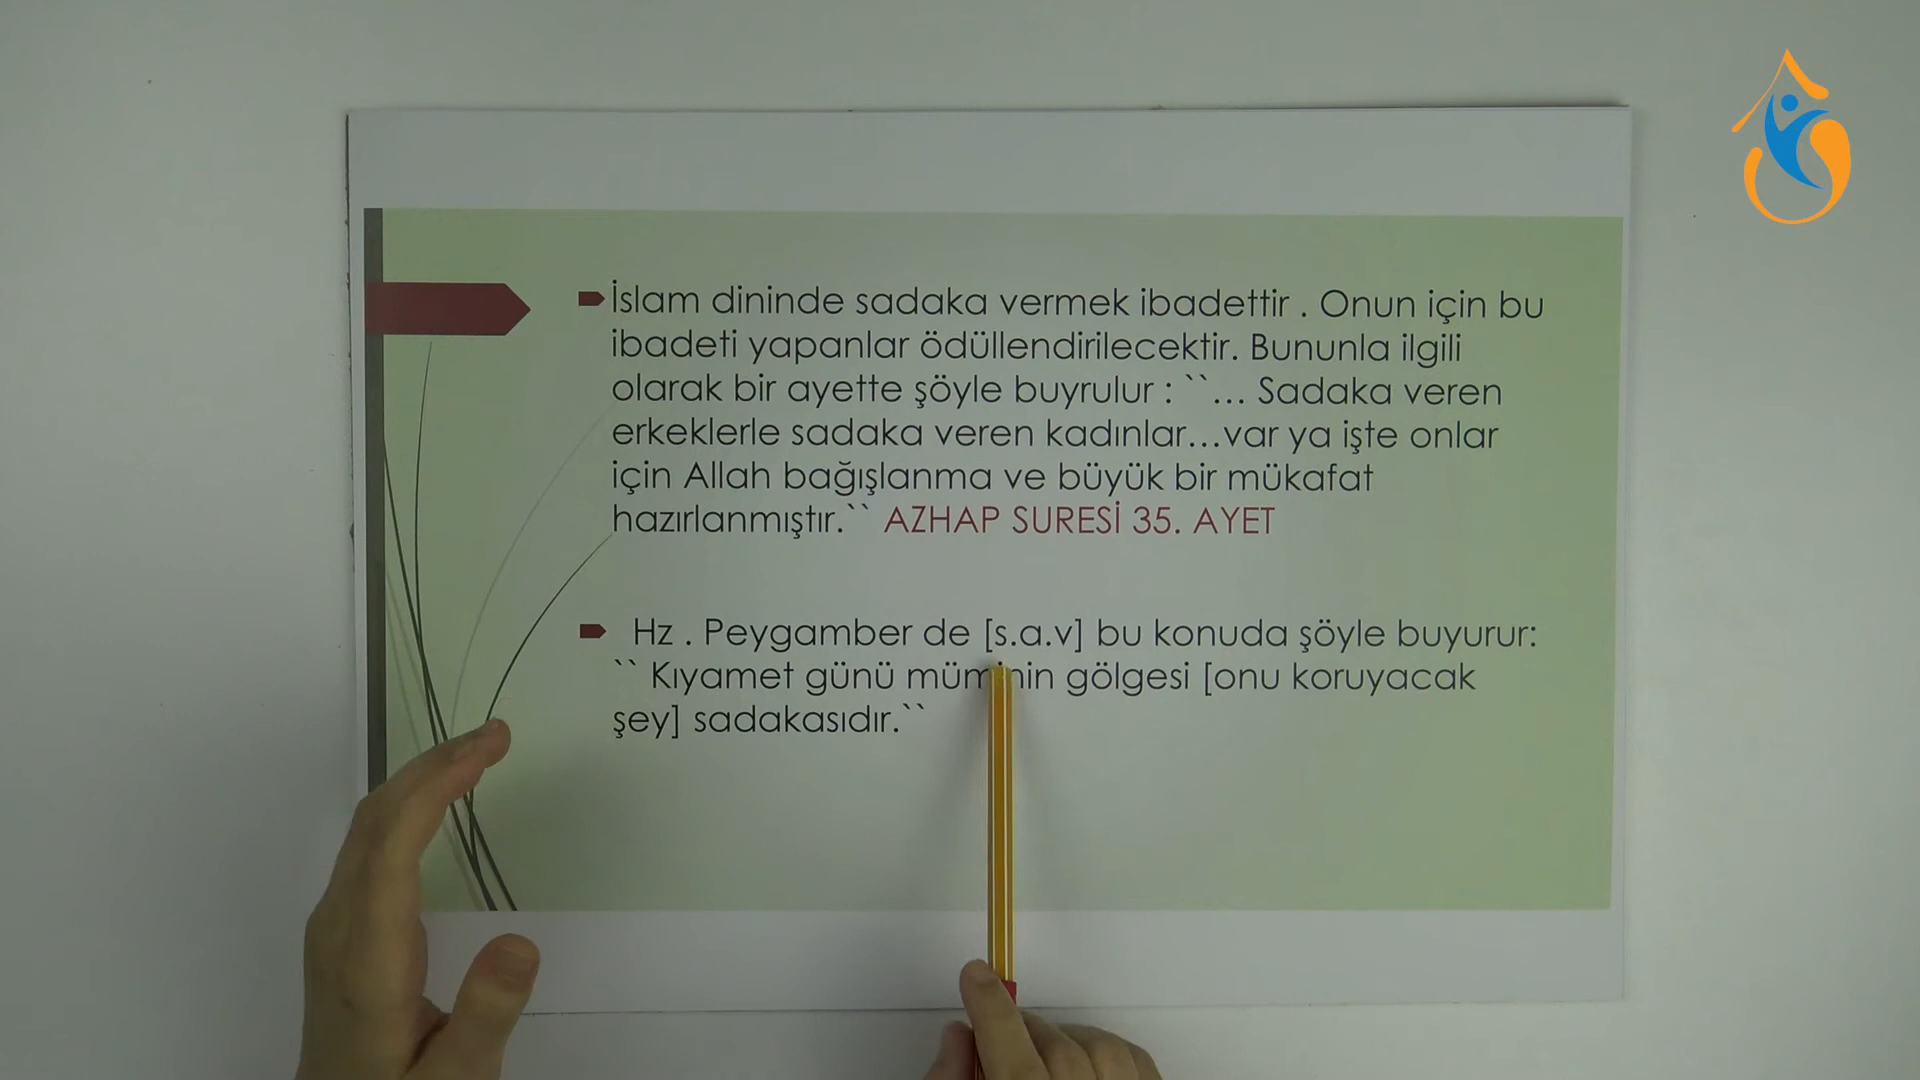 İslam dininde sadaka vermek ibadettir . Onun için bu
ibadeti yapanlar ödüllendirilecektir. Bununla ilgili
olarak bir ayette şöyle buyrulur : ``... Sadaka veren
erkeklerle sadaka veren kadınlar...var ya işte onlar
için Allah bağışlanma ve büyük bir mükafat
hazırlanmıştır.`` AZHAP SURESİ 35. AYET
Hz . Peygamber de [s.a.v] bu konuda şöyle buyurur:
`` Kıyamet günü müminin gölgesi [onu koruyacak
şey] sadakasıdır.``